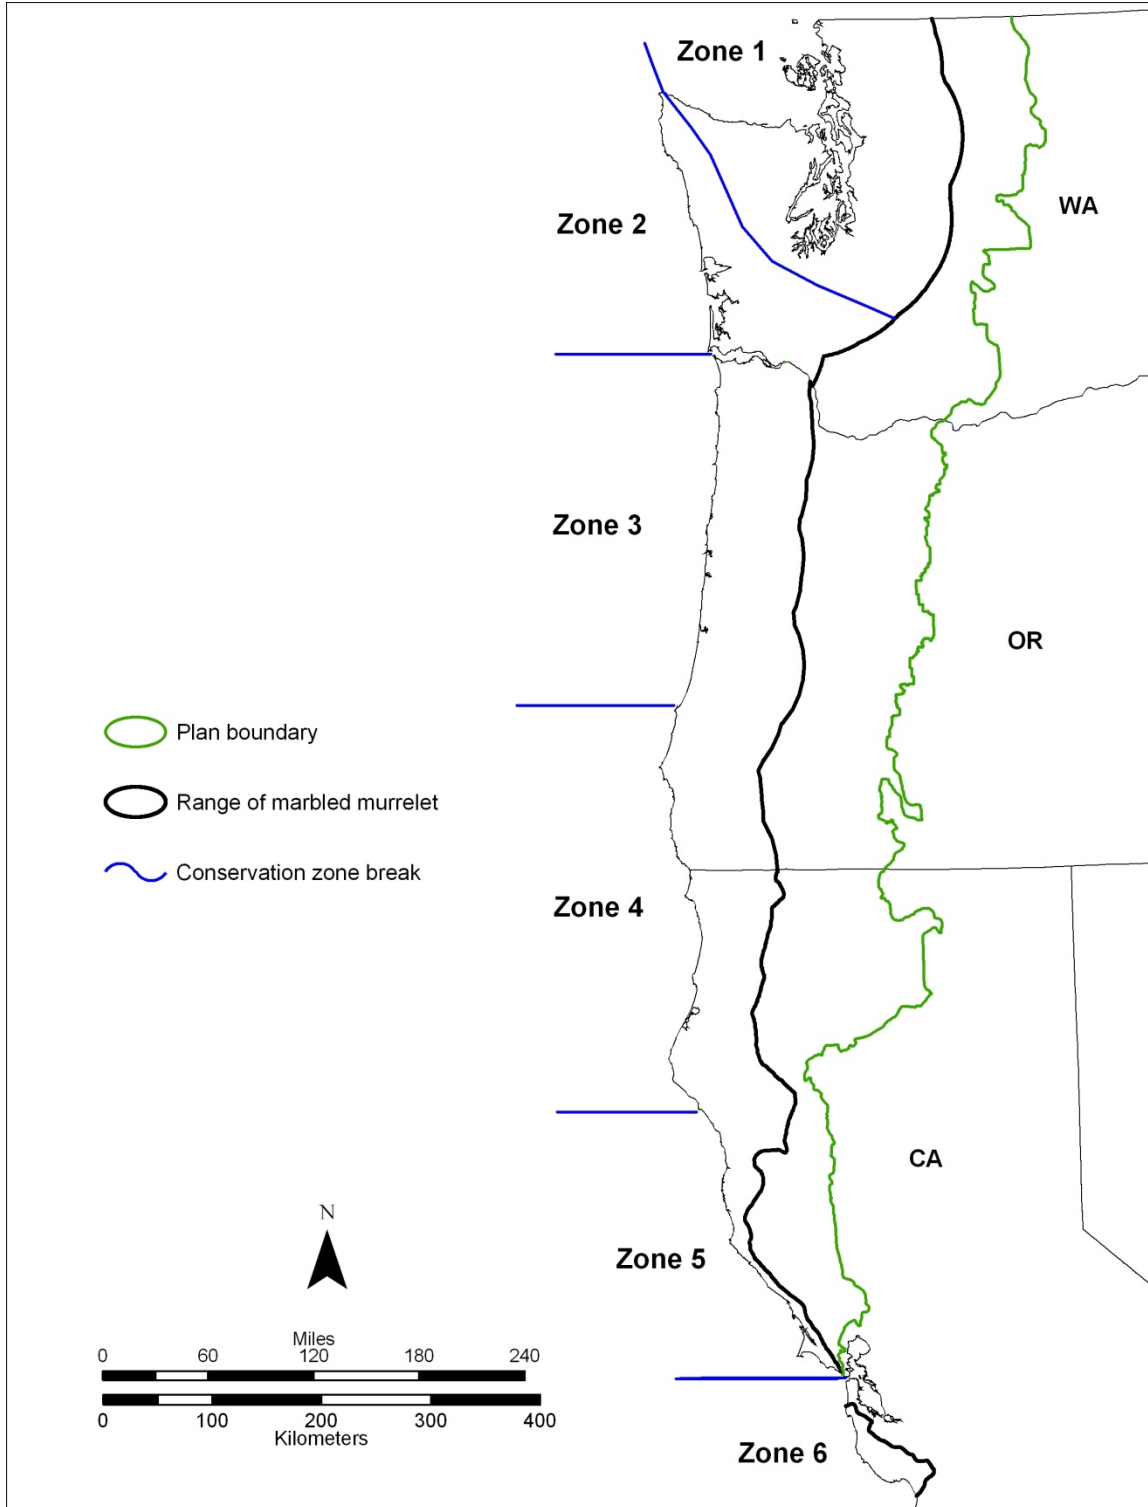 Zone 1
WA
Zone 2
Zone 3
OR
Plan boundary
Range of marbled murrelet
Conservation zone break
Zone 4
CA
N
Zone 5
Miles
0 60 120 180 240
0 100 200 300 400
Kilometers
Zone 6